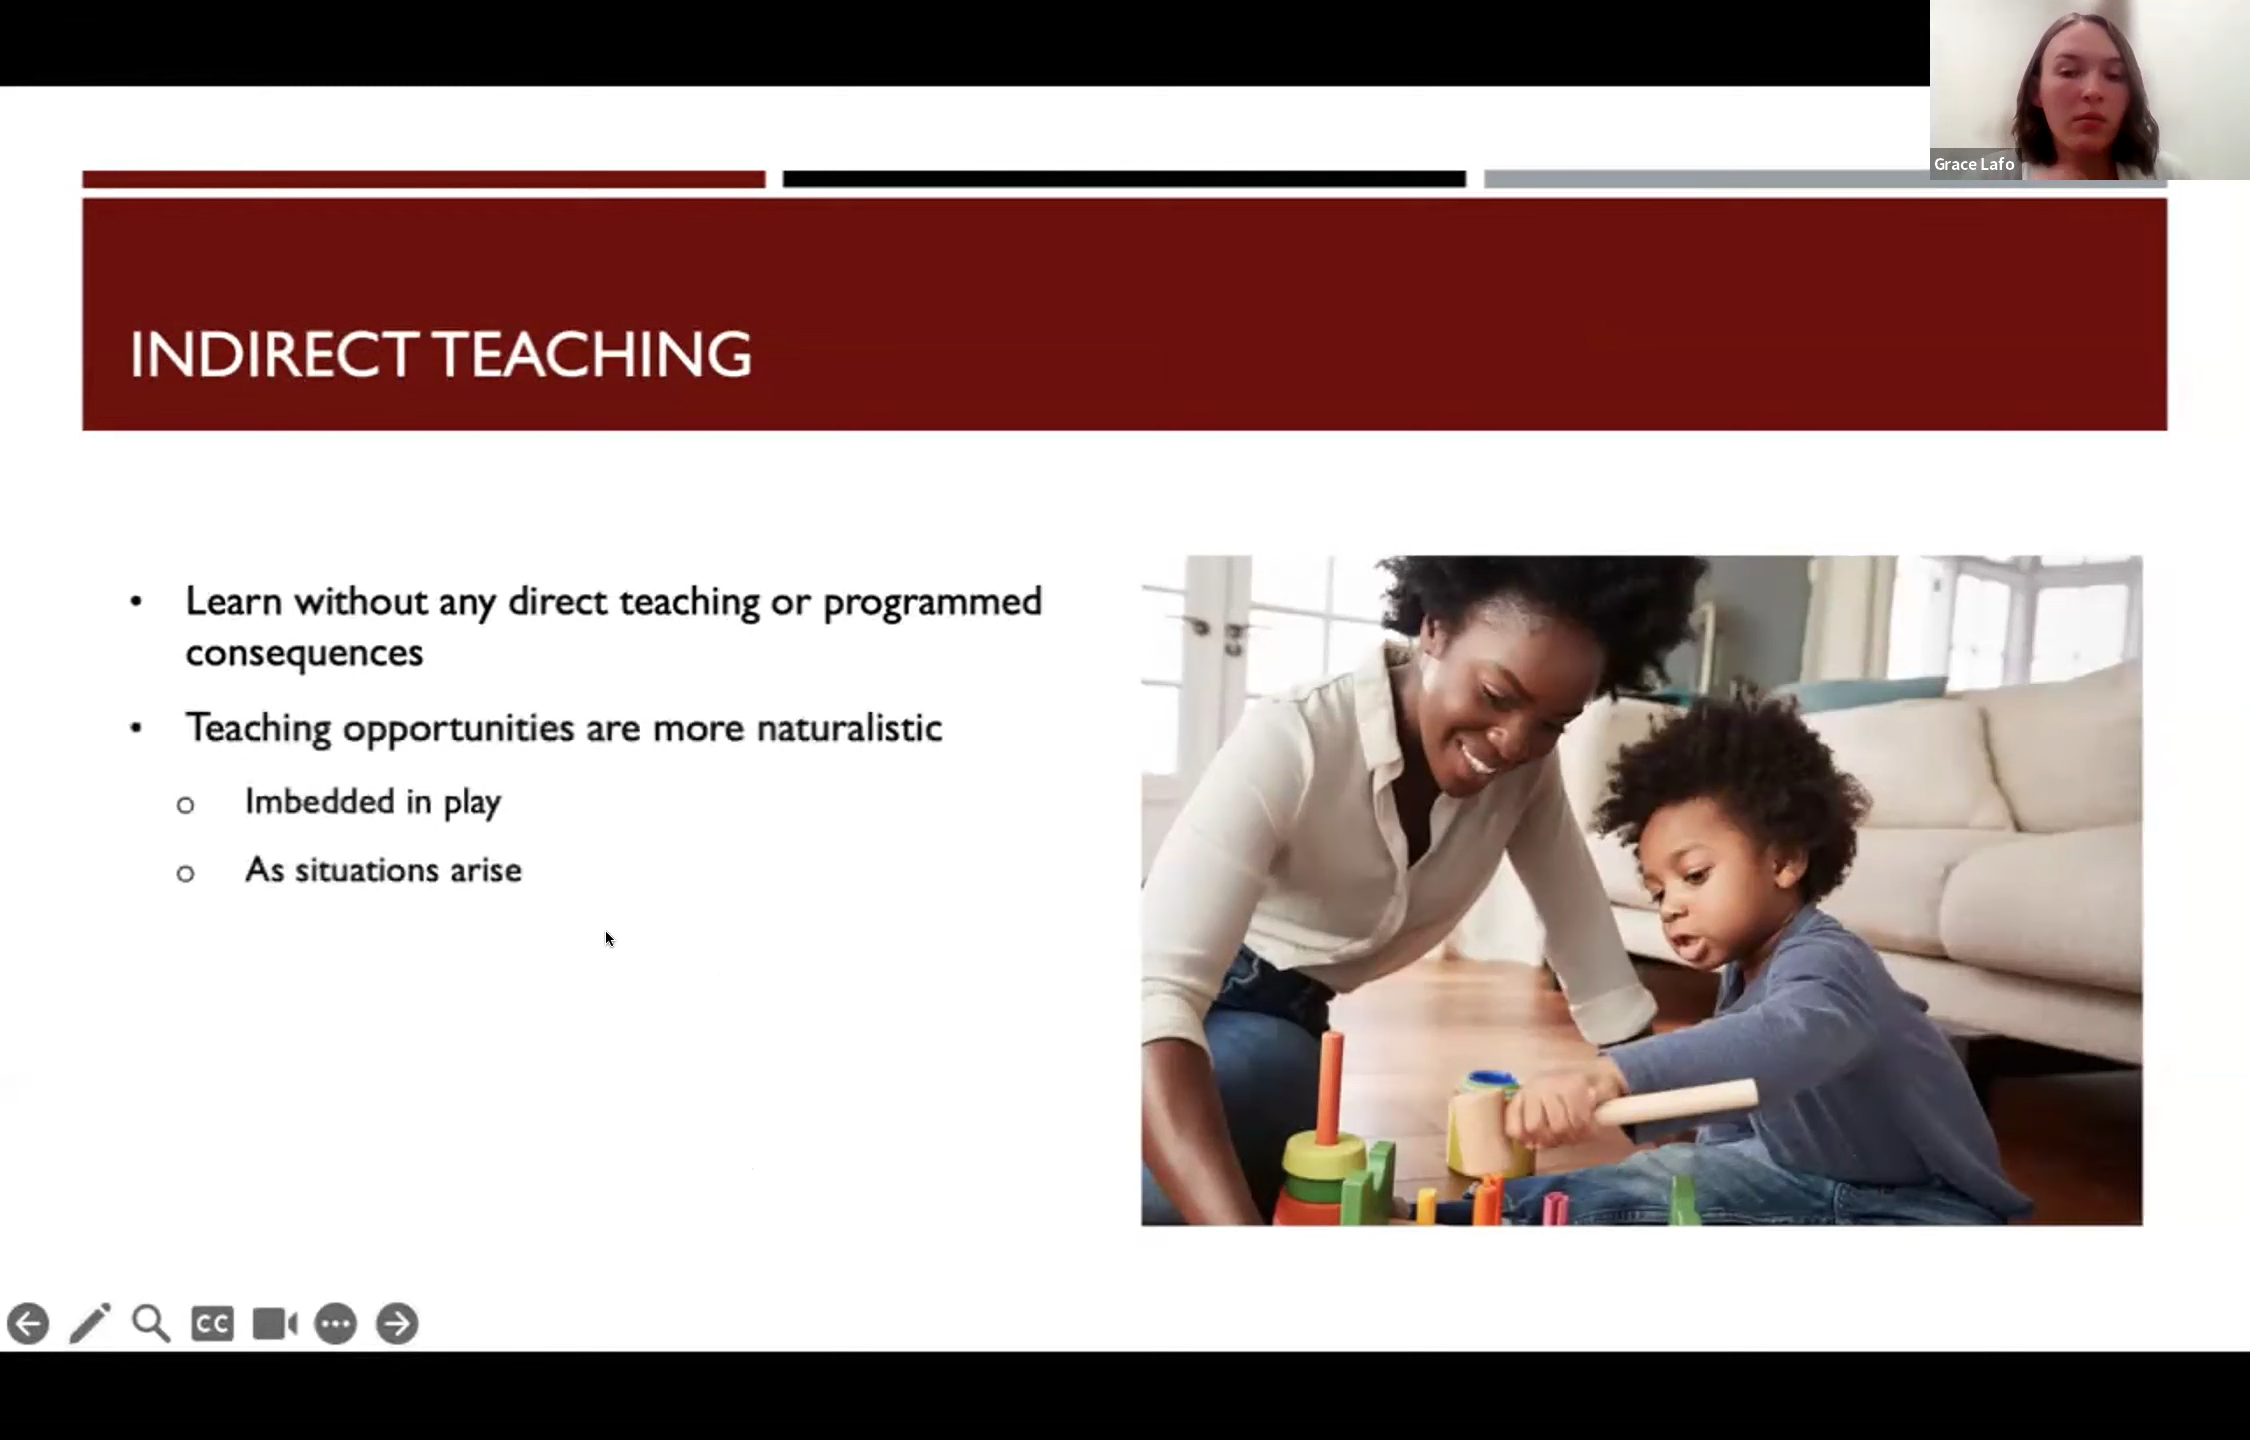 Grace Lafo
INDIRECT TEACHING
• Learn without any direct teaching or programmed
consequences
• Teaching opportunities are more naturalistic
o Imbedded in play
o As situations arise
CC